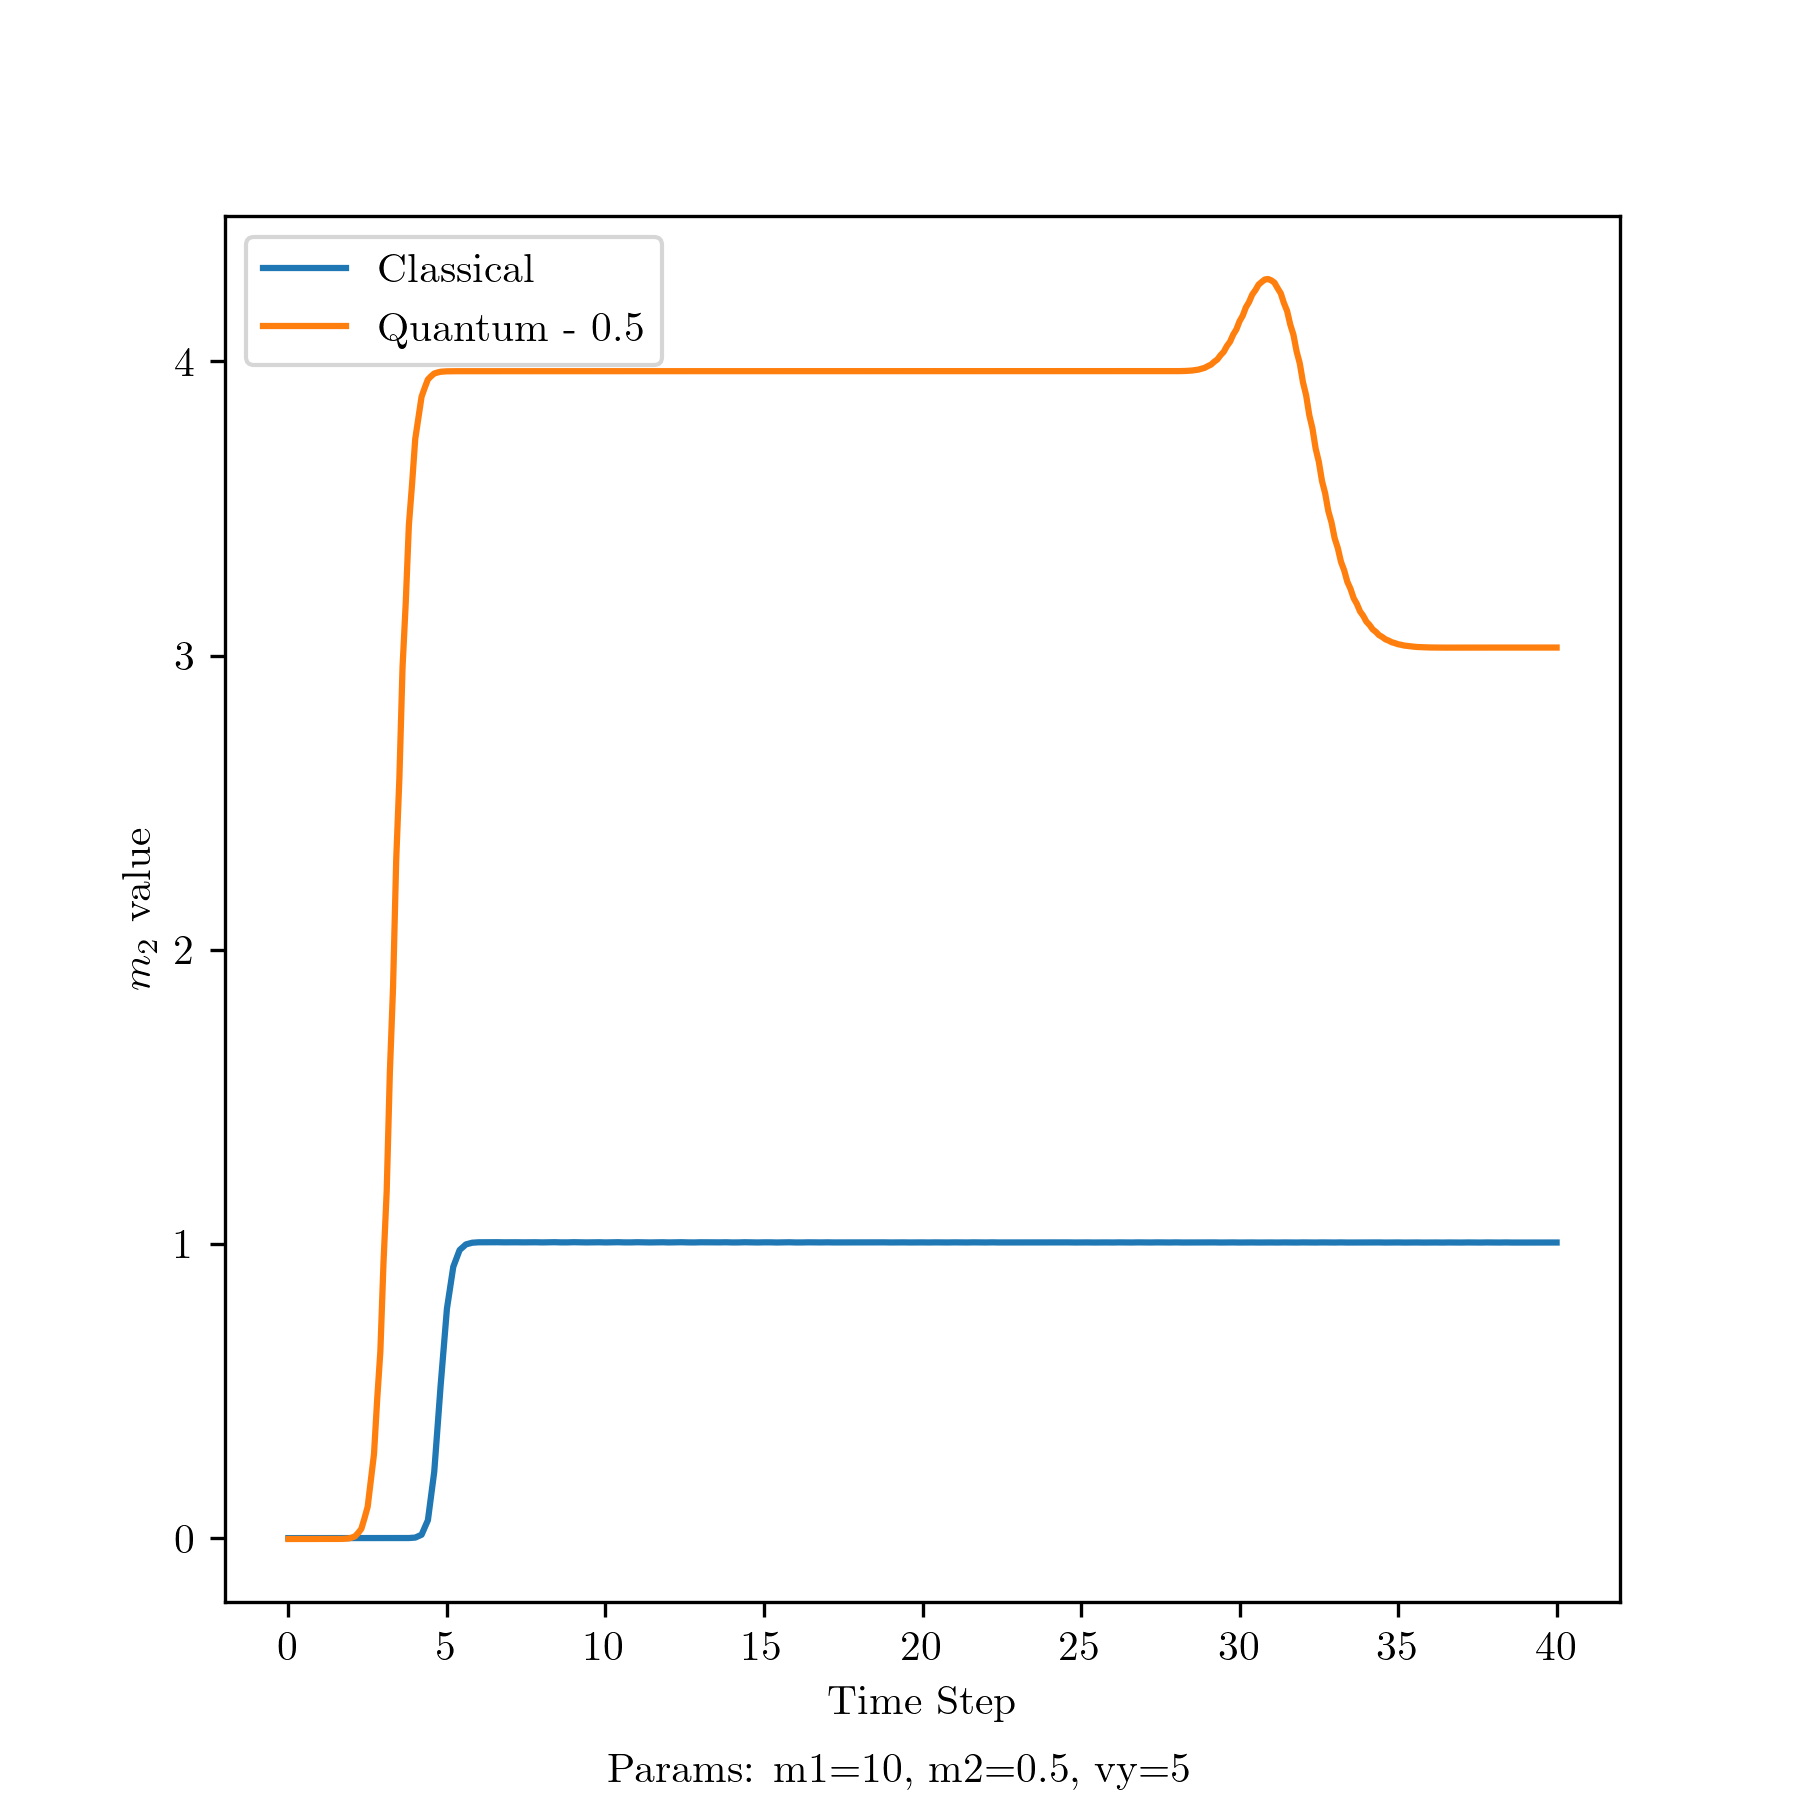 Classical
Quantum - 0.5
4
3
2
1
0
m₂ value
0 5 10 15 20 25 30 35 40
Time Step
Params: m1=10, m2=0.5, vy=5